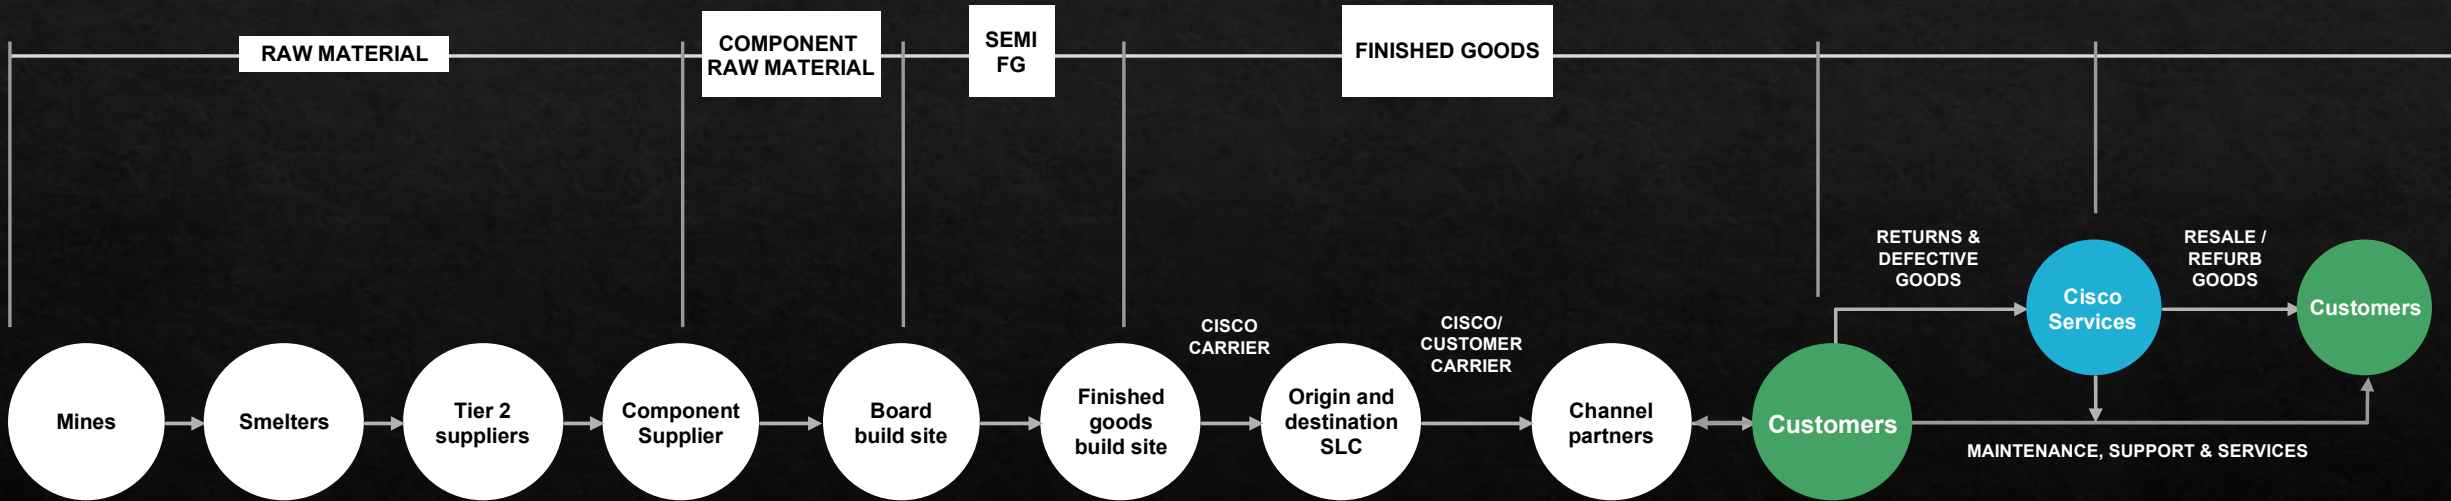 RAW MATERIAL
COMPONENT
RAW MATERIAL
SEMI
FG
FINISHED GOODS
RETURNS &
DEFECTIVE
GOODS
RESALE /
REFURB
GOODS
Cisco
Services
Customers
CISCO
CARRIER
CISCO/
CUSTOMER
CARRIER
Mines
Smelters
Tier 2
suppliers
Component
Supplier
Board
build site
Finished
goods
build site
Origin and
destination
SLC
Channel
partners
Customers
MAINTENANCE, SUPPORT & SERVICES